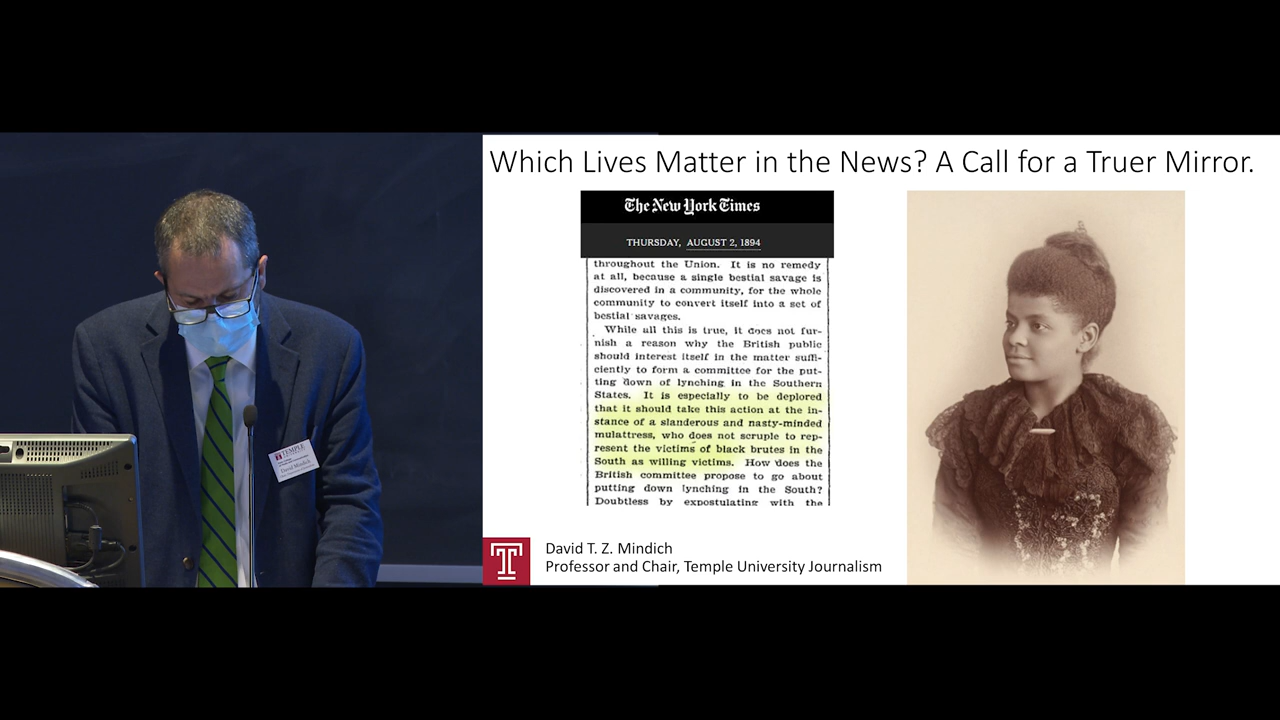 Which Lives Matter in the News? A Call for a Truer Mirror.
The New York Times
THURSDAY, AUGUST 2, 1894
throughout the Union. It is no remedy
at all, because a single bestial savage is
discovered in a community, for the whole
community to convert itself into a set of
bestial savages.
While all this is true, it does not fur-
nish a reason why the British public
should interest itself in the matter suffi-
ciently to form a committee for the put-
ting down of lynching in the Southern
States. It is especially to be deplored
that it should take this action at the in-
stance of a slanderous and nasty-minded
mulattress, who does not scruple to rep-
resent the victims of black brutes in the
South as willing victims. How does the
British committee propose to go about
putting down lynching in the South?
Doubtless by expostulating with the
David T. Z. Mindich
Professor and Chair, Temple University Journalism
TEMPLE
David Mindich